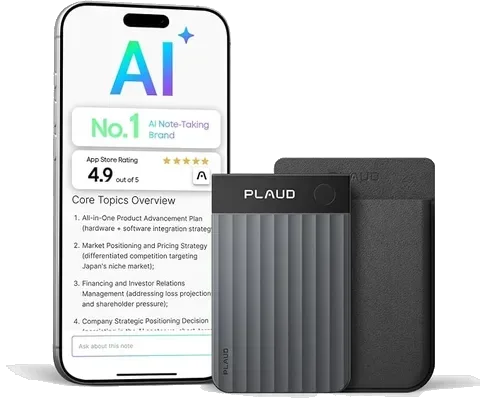 AI
No.1
AI Note-Taking
Brand
App Store Rating
4.9 out of 5
Core Topics Overview
1. All-in-One Product Advancement Plan
(hardware + software integration strateg
2. Market Positioning and Pricing Strategy
(differentiated competition targeting
Japan's niche market);
3. Financing and Investor Relations
Management (addressing loss projection
and shareholder pressure);
4. Company Strategic Positioning Decision
Ask about this note
PLAUD
PLAUD
PLAUD